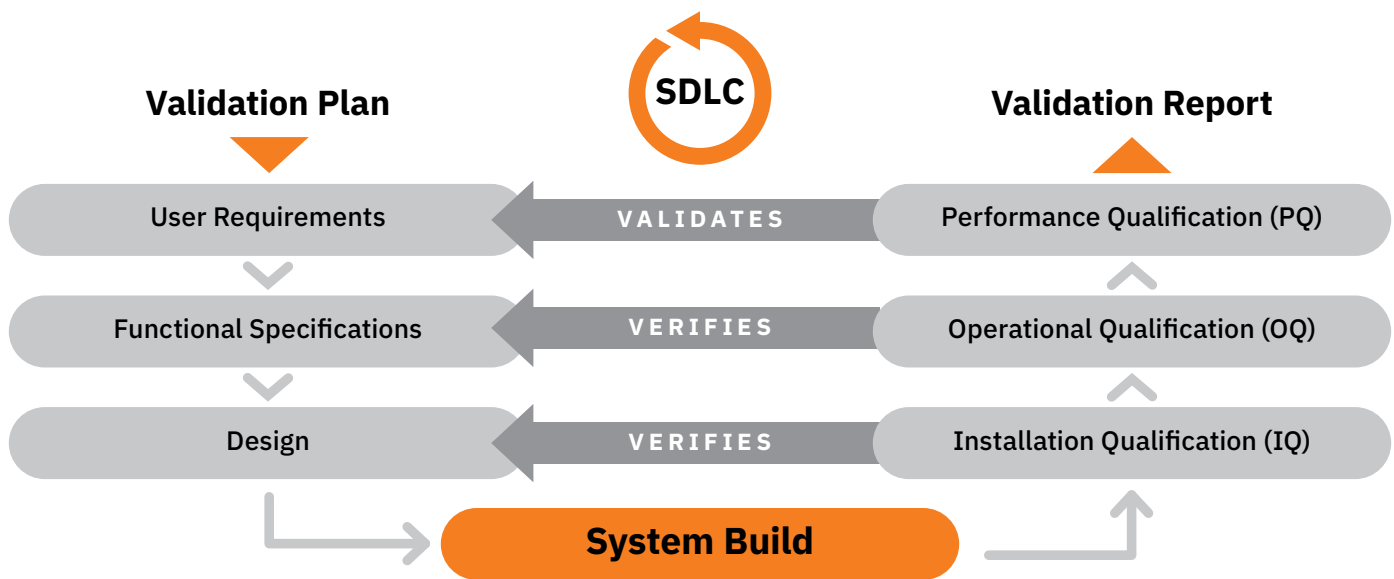 SDLC
Validation Plan
Validation Report
User Requirements
VALIDATES
Performance Qualification (PQ)
Functional Specifications
VERIFIES
Operational Qualification (OQ)
Design
VERIFIES
Installation Qualification (IQ)
System Build